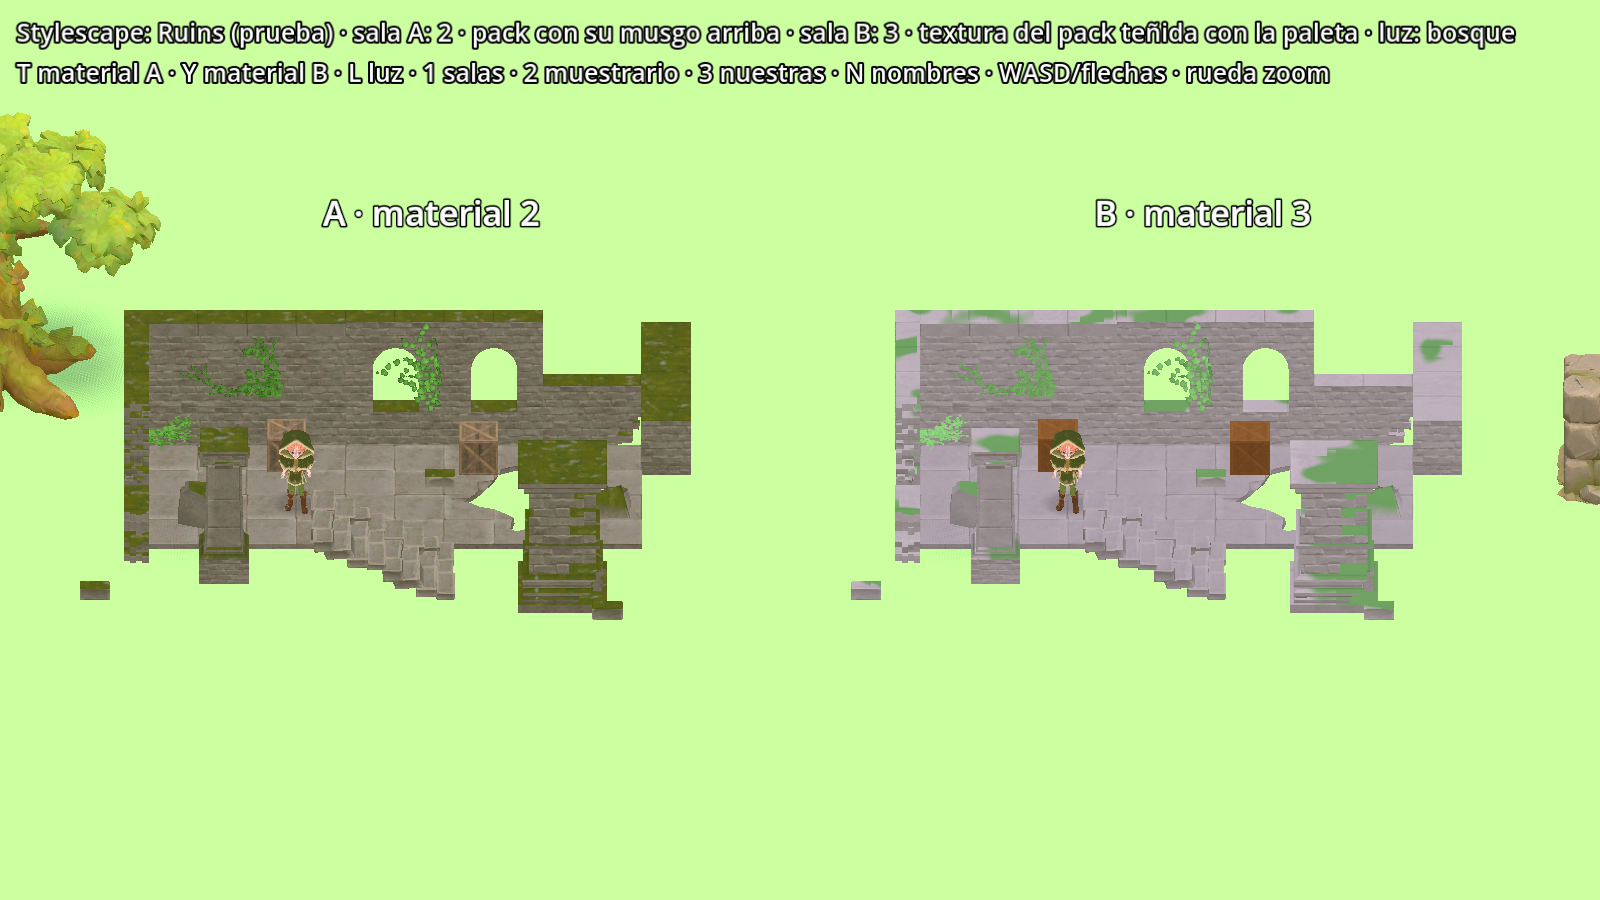 Stylescape: Ruins (prueba) · sala A: 2 · pack con su musgo arriba · sala B: 3 · textura del pack teñida con la paleta · luz: bosque
T material A · Y material B · L luz · 1 salas · 2 muestrario · 3 nuestras · N nombres · WASD/flechas · rueda zoom
A · material 2
B · material 3